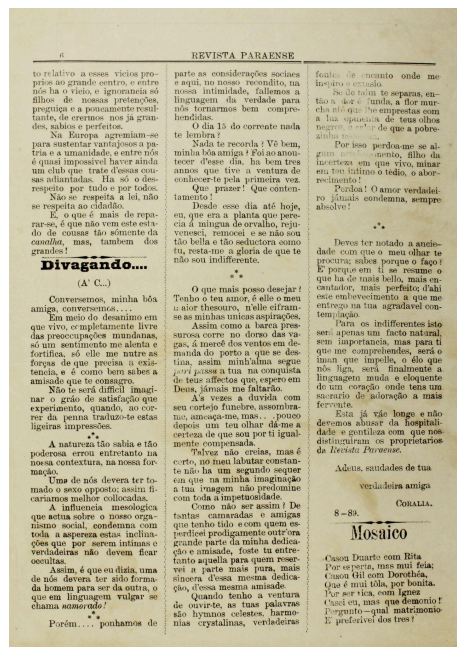 6
REVISTA PARAENSE
to relativo a esses vicios pro-
prios ao grande centro, e entre
nós ha o vicio, e ignorancia só
filhos de nossas pretenções,
preguiça e a poucamente resul-
tante, de crermos nos já gran-
des, sabios e perfeitos.
Na Europa agremiam-se
para sustentar vantajosos a pa-
tria e a umanidade, e entre nós
é quasi impossivel haver ainda
um club que trate d'essas cou-
sas adiantadas. Ha só o des-
respeito por tudo e por todos.
Não se respeita a lei, não
se respeita ao cidadão.
E, o que é mais de repa-
rar-se, é que não vem este esta-
do de cousas tão sómente da
canalha, mas, tambem dos
grandes!
Divagando....
(A' C...)
Conversemos, minha bôa
amiga, conversemos....
Em meio do desanimo em
que vivo, completamente livre
das preoccupações mundanas,
só um sentimento me alenta e
fortifica, só elle me nutre as
forças de que precisa a exis-
tencia, e é como bem sabes a
amisade que te consagro.
Não te será difficil imagi-
nar o gráo de satisfação que
experimento, quando, ao cor-
rer da penna traduzo-te estas
ligeiras impressões.
A natureza tão sabia e tão
poderosa errou entretanto na
nossa contextura, na nossa for-
mação.
Uma de nós devera ter to-
mado o sexo opposto; assim fi-
cariamos melhor collocadas.
A influencia mesologica
que actua sobre o nosso orga-
nismo social, condemna com
toda a aspereza estas inclina-
ções que por serem intimas e
verdadeiras não devem ficar
occultas.
Assim, é que eu dizia, uma
de nós devera ter sido forma-
da homem para ser da outra, o
que em linguagem vulgar se
chama namorado!
Porém.... ponhamos de
parte as considerações sociaes
e aqui, no nosso recondito, na
nossa intimidade, fallemos a
linguagem da verdade para
nós tornarmos bem compre-
hendidas.
O dia 15 do corrente nada
te lembra?
Nada te recorda? Vê bem,
minha bôa amiga? Foi ao anou-
tecer d'esse dia, ha bem tres
annos que tive a ventura de
conhecer-te pela primeira vez.
Que prazer! Que conten-
tamento!
Desde esse dia até hoje,
eu, que era a planta que pere-
cia á mingua de orvalho, reju-
venesci, remocei e se não sou
tão bella e tão seductora como
tu, resta-me a gloria de que te
não sou indifferente.
O que mais posso desejar?
Tenho o teu amor, é elle o meu
maior thesouro, n'elle cifram-
se as minhas unicas aspirações.
Assim como a barca pres-
surosa corre no dorso das va-
gas, á mercê dos ventos em de-
manda do porto a que se des-
tina, assim minh'alma segue
passa a tua na conquista
de teus affectos que, espero em
Deus, jámais me faltarão.
A's vezes a duvida com
seu cortejo funebre, assombra-
me, ameaça-me, mas.... pouco
depois um teu olhar dá-me a
certeza de que sou por ti igual-
mente compensada.
Talvez não creias, mas é
certo, no meu labutar constan-
te não ha um segundo sequer
em que na minha imaginação
a tua imagem não predomine
com toda a impetuosidade.
Como não ser assim? De
tantas camaradas e amigas
que tenho tido e com quem es-
perdicei prodigamente outr'ora
grande parte da minha dedica-
ção e amisade, foste tu entre-
tanto aquella para quem reser-
vei a parte mais pura, mais
sincera d'essa mesma dedica-
ção, d'essa mesma amisade.
Quando tenho a ventura
de ouvir-te, as tuas palavras
são hymnos celestes, harmo-
nias crystalinas, verdadeiras
fontes de encanto onde me
inspiro e extasio.
Se de mim te separas, en-
tão a dor é funda, a flor mur-
cha até que lhe emprestas com
a luz opulenta de teus olhos
negros, o calor de que a pobre-
zinha
Por isso perdoa-me se al-
gum momento, filho da
incerteza em que vivo, minar
em teu intimo o tédio, o abor-
recimento!
Perdoa! O amor verdadei-
ro jámais condemna, sempre
absolve!
Deves ter notado a ancie-
dade com que o meu olhar te
procura; sabes porque o faço?
E' porque em ti se resume o
que ha de mais bello, mais en-
cantador, mais perfeito; d'ahi
este enhevecimento a que me
entrego na tua agradavel con-
templação.
Para os indifferentes isto
será apenas um facto natural,
sem importancia, mas para ti
que me comprehendes, será o
iman que impelle, o élo que
nós liga, será finalmente a
linguagem muda e eloquente
de um coração onde tens um
sacrario de adoração a mais
fervente.
Esta já vae longe e não
devemos abusar da hospitali-
dade e gentileza com que nos
distinguiram os proprietarios
da Revista Paraense.
Adeus, saudades de tua
verdadeira amiga
CORALIA.
8-89.
Mosaico
Casou Duarte com Rita
Por esperta, mas mui feia;
Casou Gil com Dorothéa,
Que é mui tôla, por bonita.
Por ser rica, com Ignez
Casei eu, mas que demonio!
Pergunto—qual matrimonio
E' preferivel dos tres?